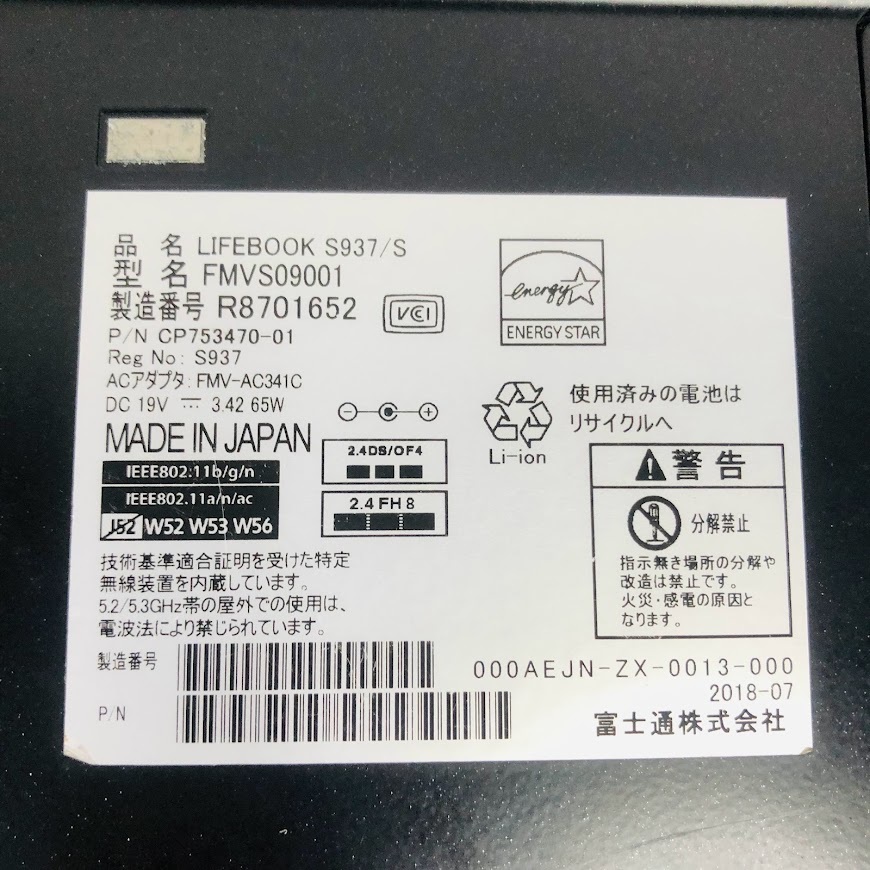 品 名 LIFEBOOK S937/S
型 名 FMVS09001
製造番号 R8701652
VCCI
P/N CP753470-01
Reg No: S937
ACアダプタ: FMV-AC341C
DC 19V 3.42 65W
MADE IN JAPAN
energy
ENERGY STAR
使用済みの電池は
リサイクルへ
Li-ion
IEEE802.11b/g/n
IEEE802.11a/n/ac
J52 W52 W53 W56
2.4DS/OF4
2.4FH8
技術基準適合証明を受けた特定
無線装置を内蔵しています。
5.2/5.3GHz帯の屋外での使用は、
電波法により禁じられています。
警告
分解禁止
指示無き場所の分解や
改造は禁止です。
火災・感電の原因と
なります。
製造番号
P/N
000AEJN-ZX-0013-000
2018-07
富士通株式会社